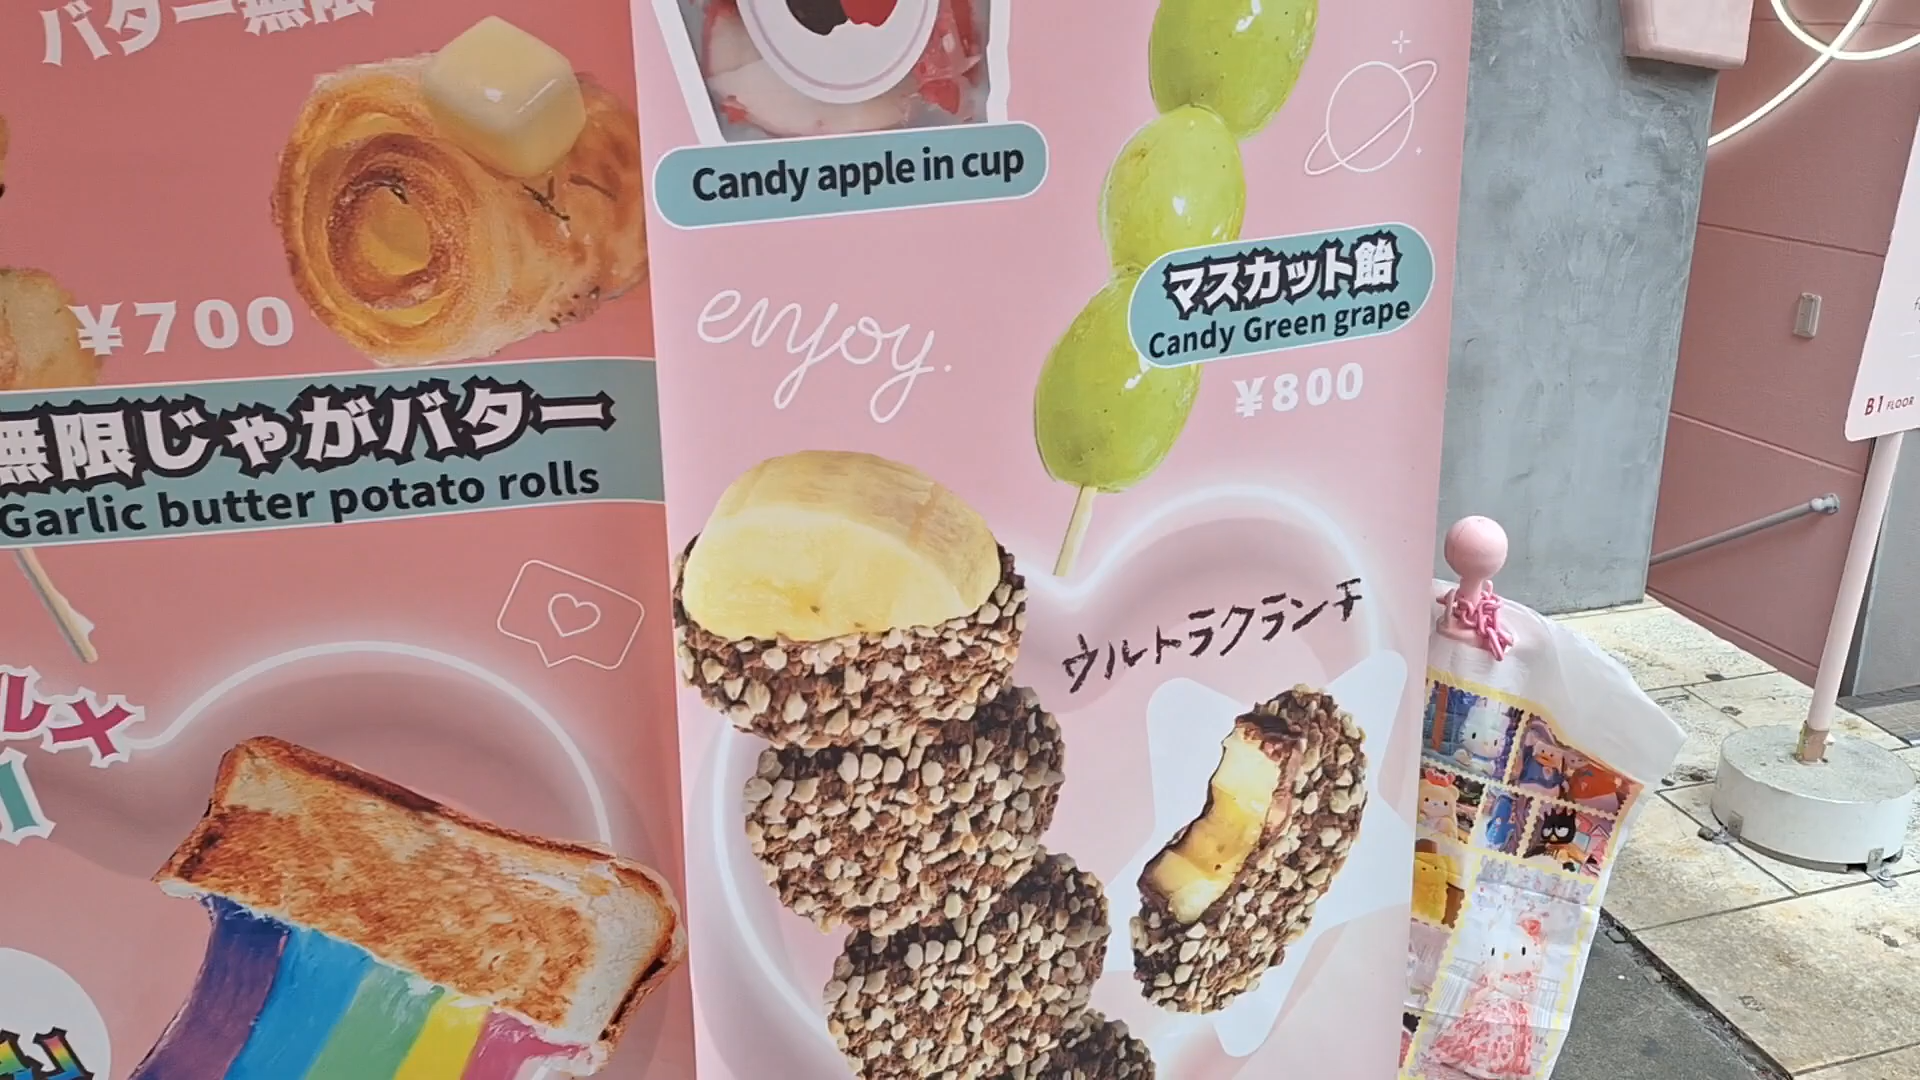 バター無限
¥700
無限じゃがバター
Garlic butter potato rolls
Candy apple in cup
マスカット飴
Candy Green grape
¥800
enjoy.
ウルトラクランチ
B1 FLOOR